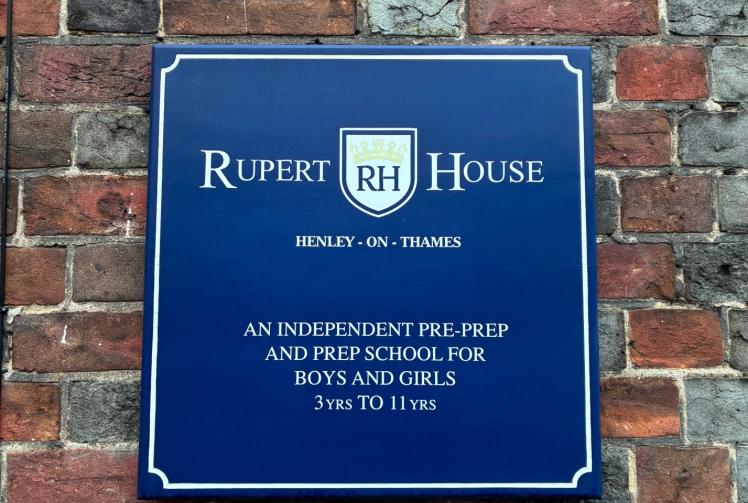 RUPERT RH HOUSE
HENLEY - ON - THAMES
AN INDEPENDENT PRE-PREP
AND PREP SCHOOL FOR
BOYS AND GIRLS
3YRS TO 11YRS